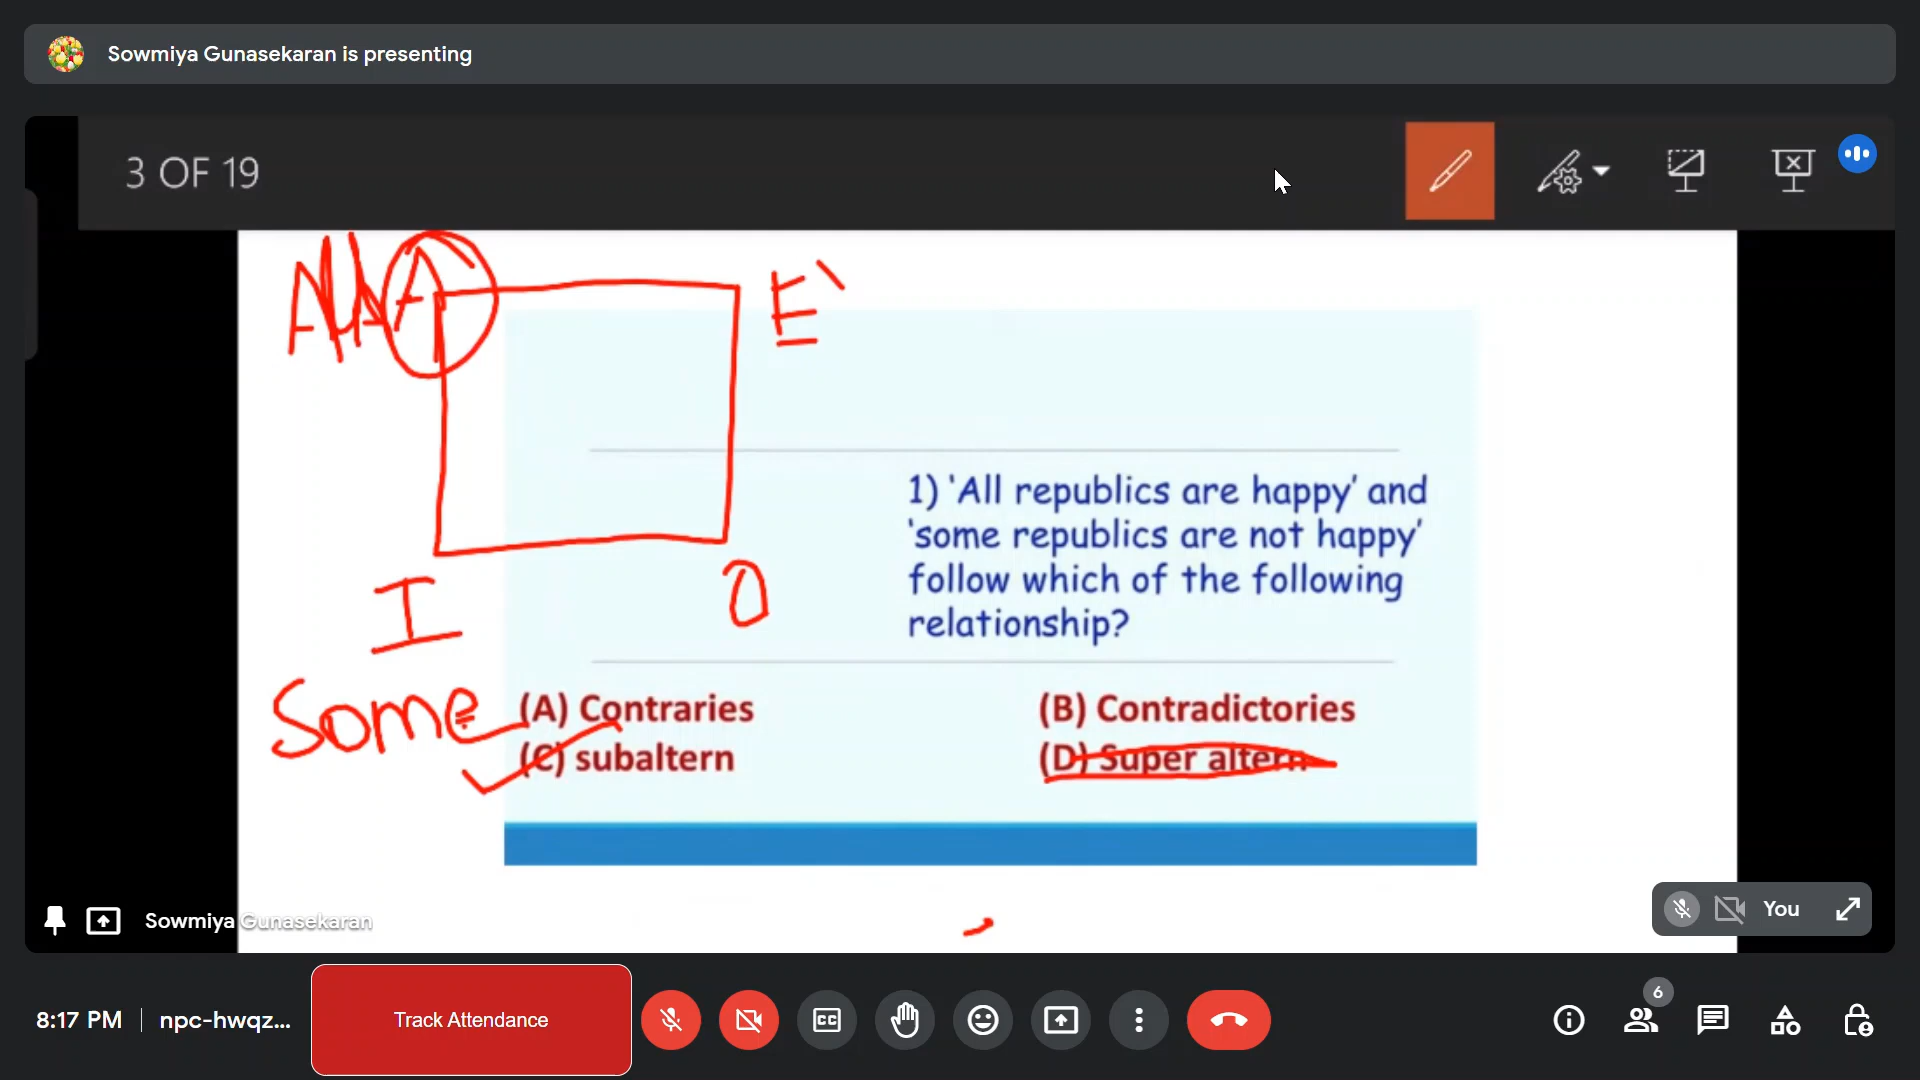 Sowmiya Gunasekaran is presenting
3 OF 19
All A
E
1) ‘All republics are happy’ and
‘some republics are not happy’
follow which of the following
relationship?
I
O
Some
(A) Contraries
(B) Contradictories
(C) subaltern
(D) Super altern
Sowmiya Gunasekaran
You
8:17 PM
npc-hwqz...
Track Attendance
CC
6